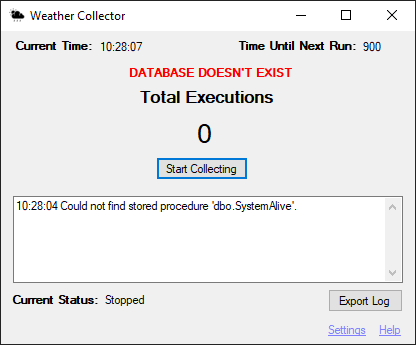 Weather Collector
Current Time: 10:28:07 Time Until Next Run: 900
DATABASE DOESN'T EXIST
Total Executions
0
Start Collecting
10:28:04 Could not find stored procedure 'dbo.SystemAlive'.
Current Status: Stopped
Export Log
Settings Help